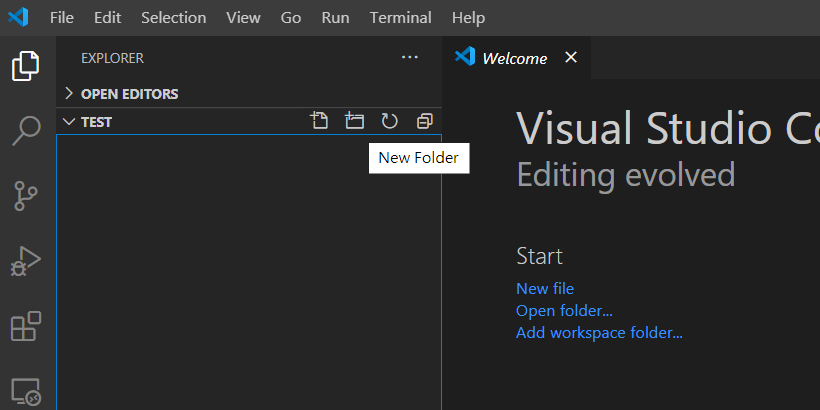 File Edit Selection View Go Run Terminal Help
EXPLORER
OPEN EDITORS
TEST
New Folder
Welcome
Visual Studio Co
Editing evolved
Start
New file
Open folder...
Add workspace folder...